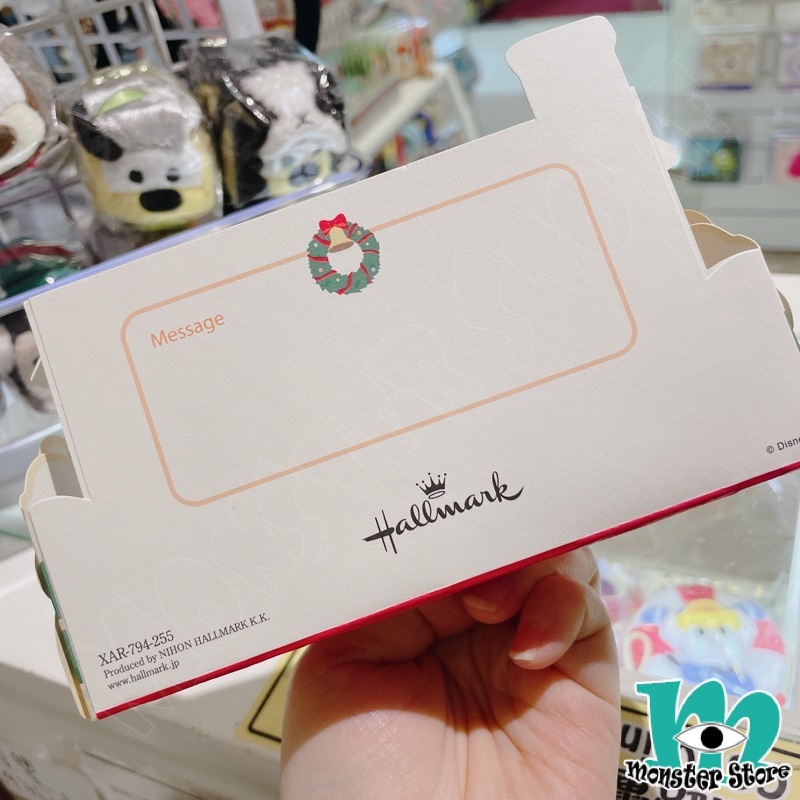 Message
Hallmark
© Disne
XAR-794-255
Produced by NIHON HALLMARK K.K.
www.hallmark.jp
m
monster Store